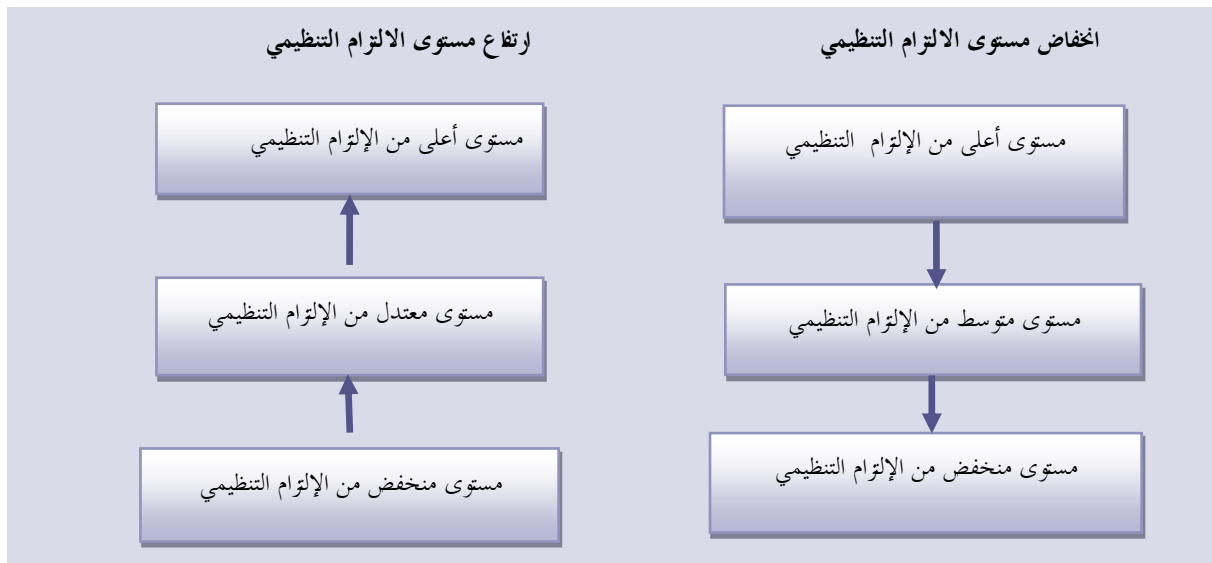 انخفاض مستوى الالتزام التنظيمي
مستوى أعلى من الإلتزام التنظيمي
مستوى متوسط من الإلتزام التنظيمي
مستوى منخفض من الإلتزام التنظيمي
ارتفاع مستوى الالتزام التنظيمي
مستوى أعلى من الإلتزام التنظيمي
مستوى معتدل من الإلتزام التنظيمي
مستوى منخفض من الإلتزام التنظيمي